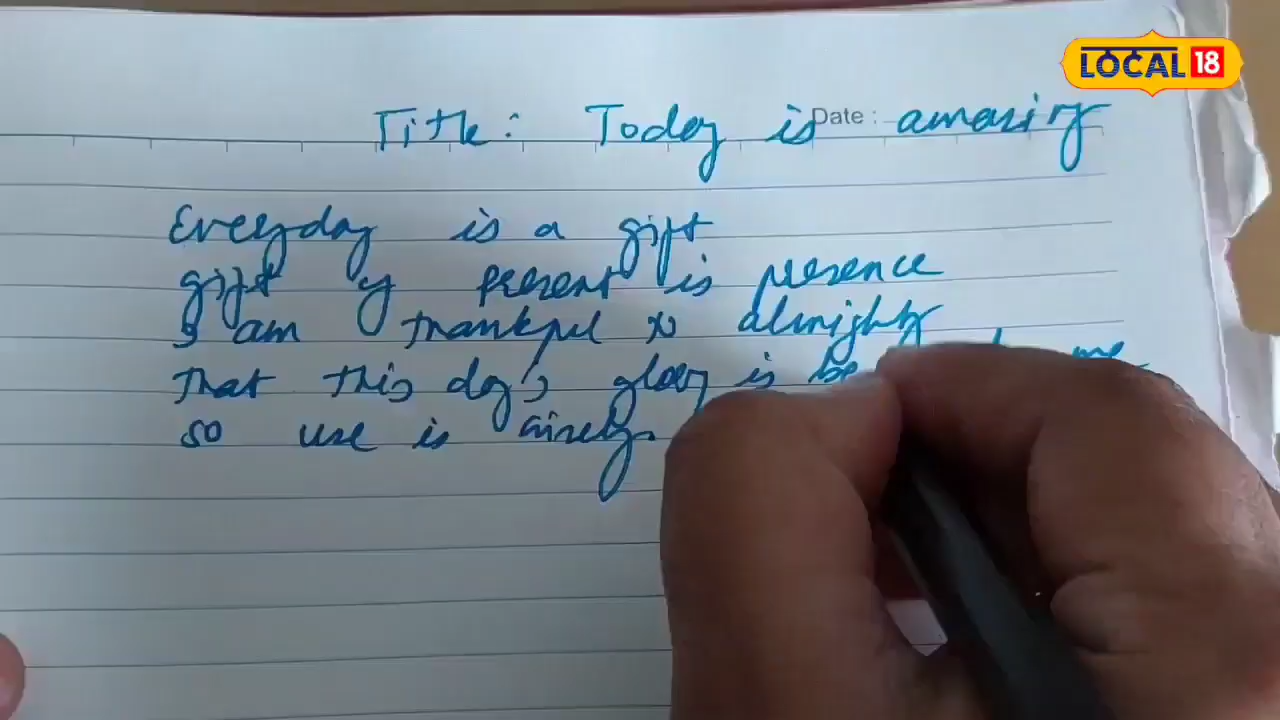 LOCAL 18
Date :
Title: Today is amazing
Everyday is a gift
gift of present is presence
I am thankful to almighty
That this day's glory is me
so use is